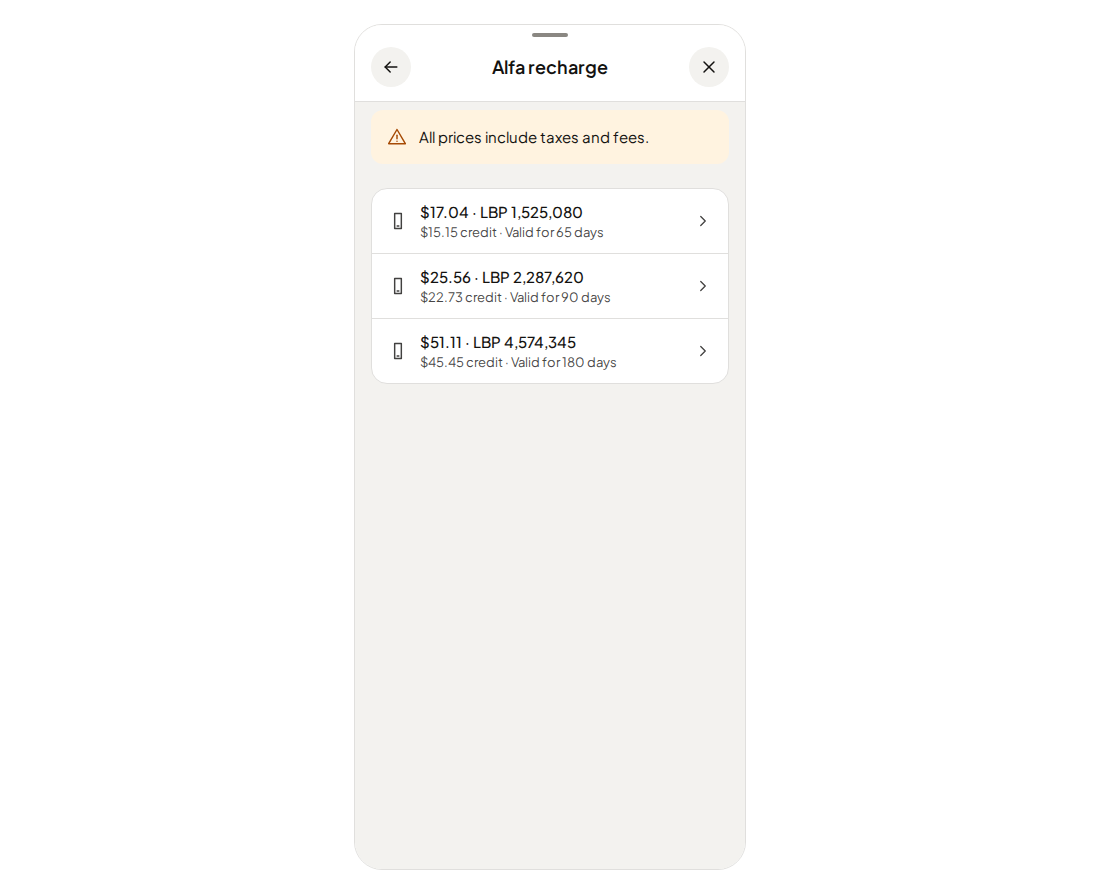 Alfa recharge
All prices include taxes and fees.
$17.04 · LBP 1,525,080
$15.15 credit · Valid for 65 days
$25.56 · LBP 2,287,620
$22.73 credit · Valid for 90 days
$51.11 · LBP 4,574,345
$45.45 credit · Valid for 180 days